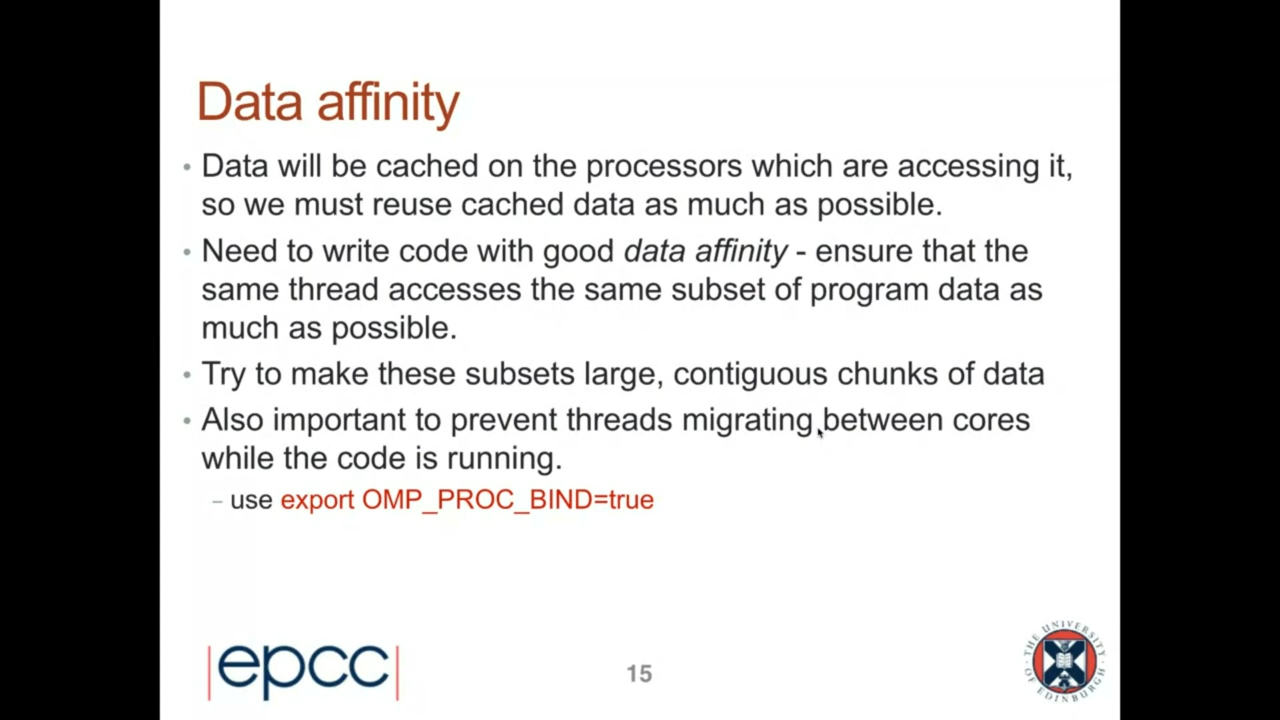 Data affinity
• Data will be cached on the processors which are accessing it,
so we must reuse cached data as much as possible.
• Need to write code with good data affinity - ensure that the
same thread accesses the same subset of program data as
much as possible.
• Try to make these subsets large, contiguous chunks of data
• Also important to prevent threads migrating between cores
while the code is running.
– use export OMP_PROC_BIND=true
|epcc|
15
THE UNIVERSITY OF EDINBURGH